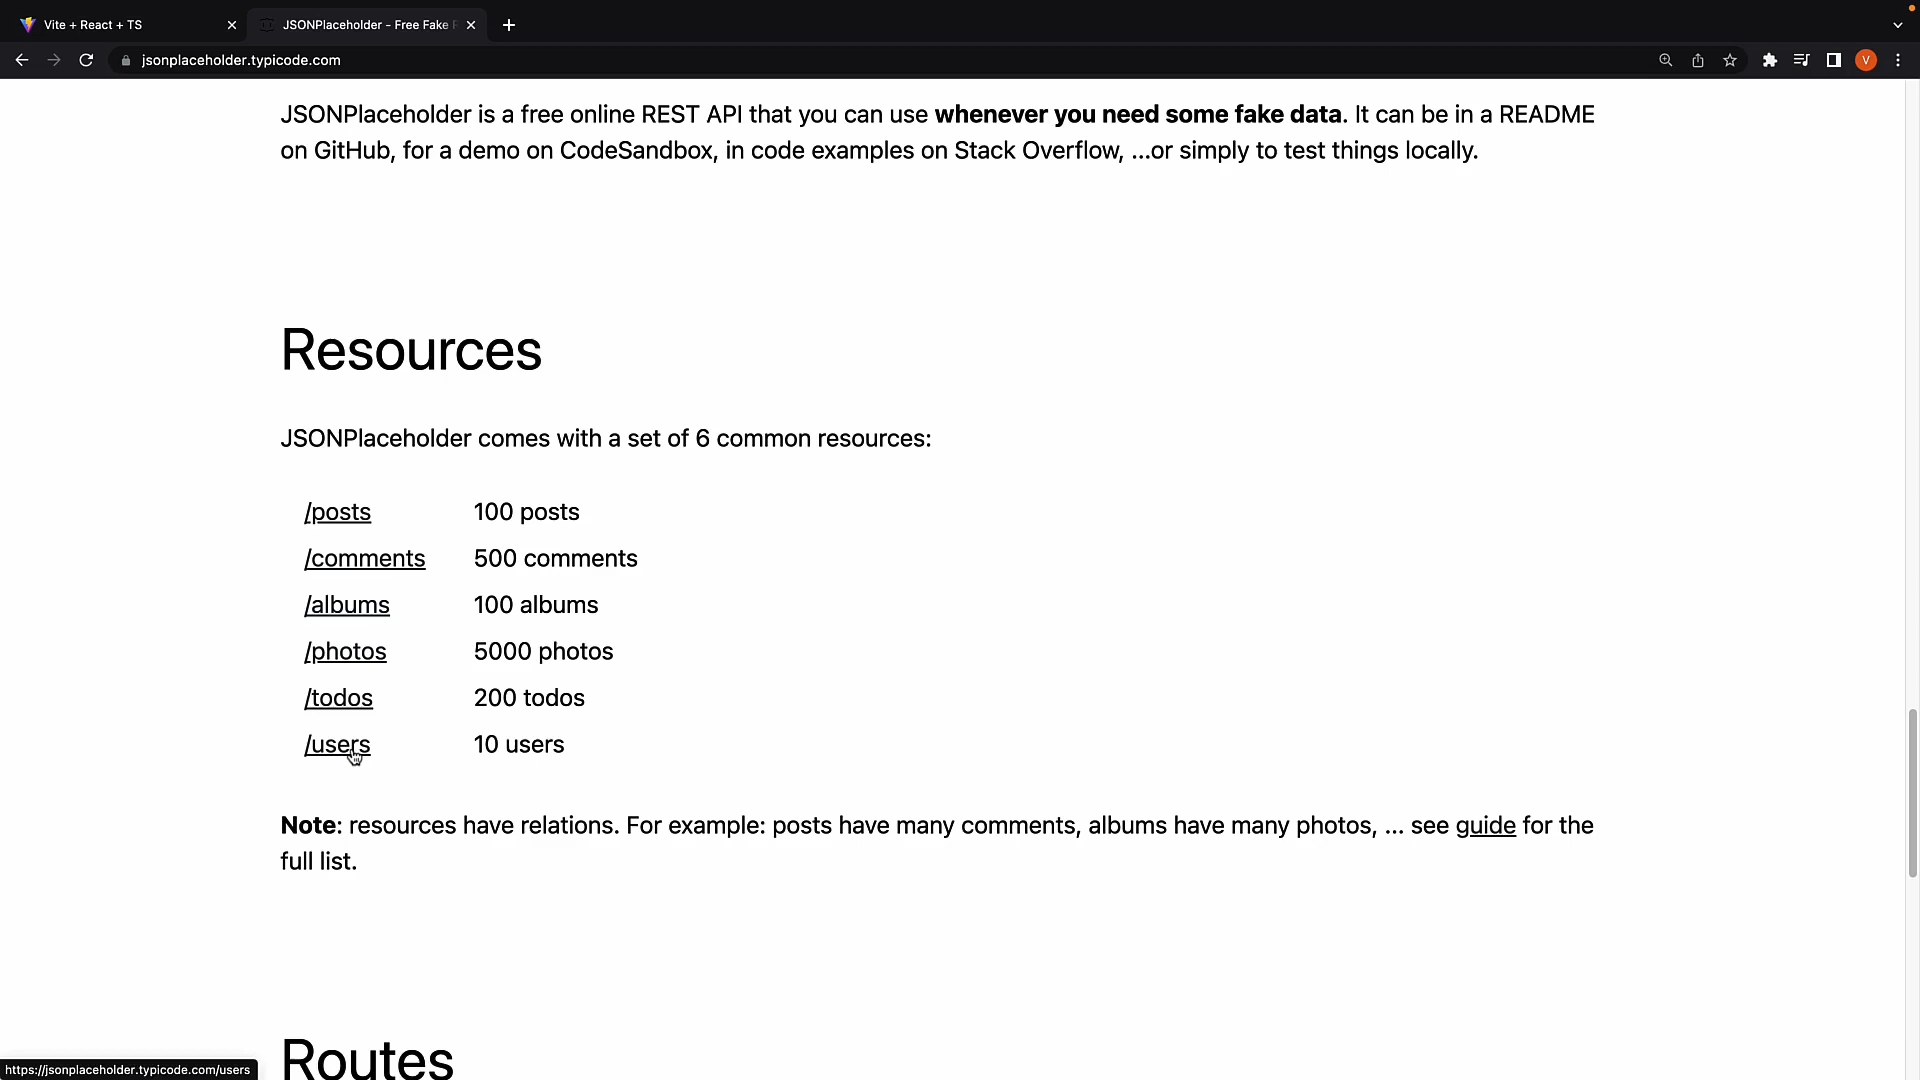 Vite + React + TS
JSONPlaceholder - Free Fake
jsonplaceholder.typicode.com
V
JSONPlaceholder is a free online REST API that you can use whenever you need some fake data. It can be in a README
on GitHub, for a demo on CodeSandbox, in code examples on Stack Overflow, ...or simply to test things locally.
Resources
JSONPlaceholder comes with a set of 6 common resources:
/posts 100 posts
/comments 500 comments
/albums 100 albums
/photos 5000 photos
/todos 200 todos
/users 10 users
Note: resources have relations. For example: posts have many comments, albums have many photos, ... see guide for the
full list.
Routes
https://jsonplaceholder.typicode.com/users